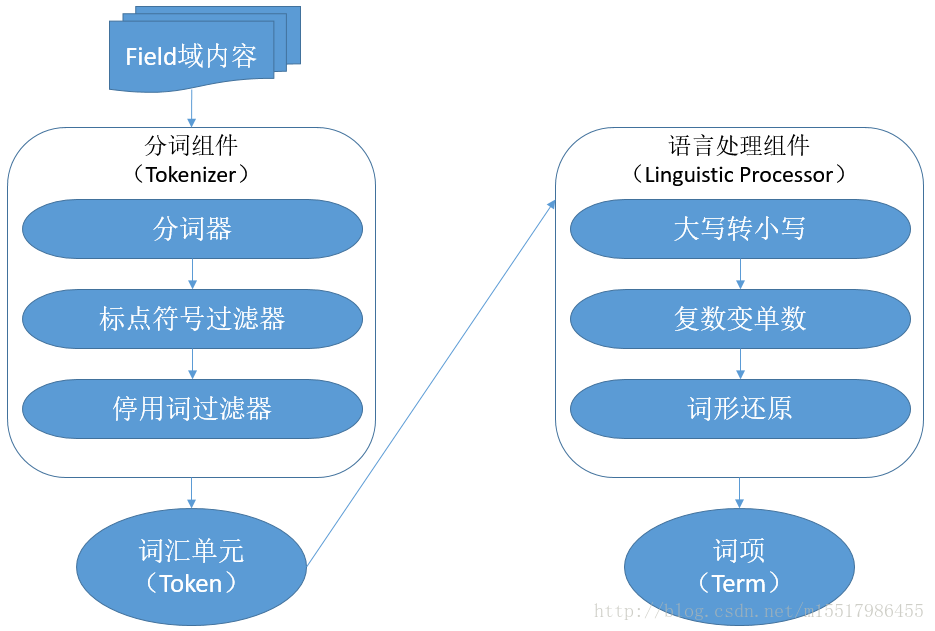 Field域内容
分词组件
（Tokenizer）
分词器
标点符号过滤器
停用词过滤器
词汇单元
（Token）
语言处理组件
（Linguistic Processor）
大写转小写
复数变单数
词形还原
词项
（Term）
http://blog.csdn.net/m15517986455